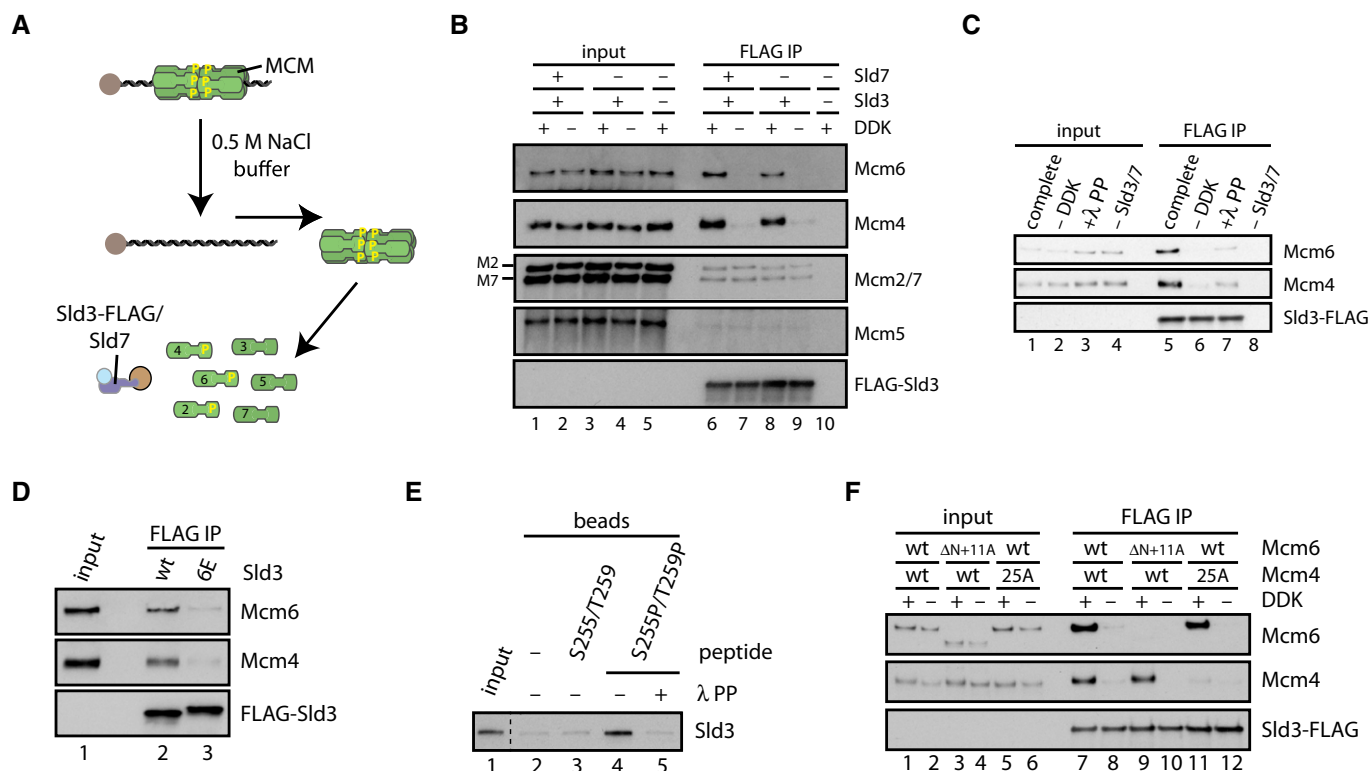 A
MCM
P P
P P
P P
0.5 M NaCl
buffer
P P
P P
P P
Sld3-FLAG/
Sld7
4 P
3
6 P
5
2 P
7
B
input
FLAG IP
+ – – + – – Sld7
+ + – + + – Sld3
+ – + – + + – + – + DDK
Mcm6
Mcm4
M2
M7
Mcm2/7
Mcm5
FLAG-Sld3
1 2 3 4 5 6 7 8 9 10
C
input
FLAG IP
complete – DDK +λ PP – Sld3/7 complete – DDK +λ PP – Sld3/7
Mcm6
Mcm4
Sld3-FLAG
1 2 3 4 5 6 7 8
D
FLAG IP
input wt 6E Sld3
Mcm6
Mcm4
FLAG-Sld3
1 2 3
E
beads
input – S255/T259 S255P/T259P peptide
– – – + λ PP
Sld3
1 2 3 4 5
F
input
FLAG IP
wt ΔN+11A wt wt ΔN+11A wt Mcm6
wt wt 25A wt wt 25A Mcm4
+ – + – + – + – + – + – DDK
Mcm6
Mcm4
Sld3-FLAG
1 2 3 4 5 6 7 8 9 10 11 12